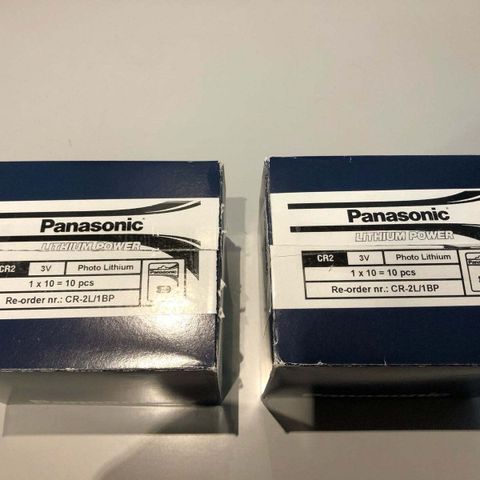 Panasonic
LITHIUM POWER
CR2 3V Photo Lithium
1 x 10 = 10 pcs
Re-order nr.: CR-2L/1BP
Panasonic
Panasonic
LITHIUM POWER
CR2 3V Photo Lithium
1 x 10 = 10 pcs
Re-order nr.: CR-2L/1BP